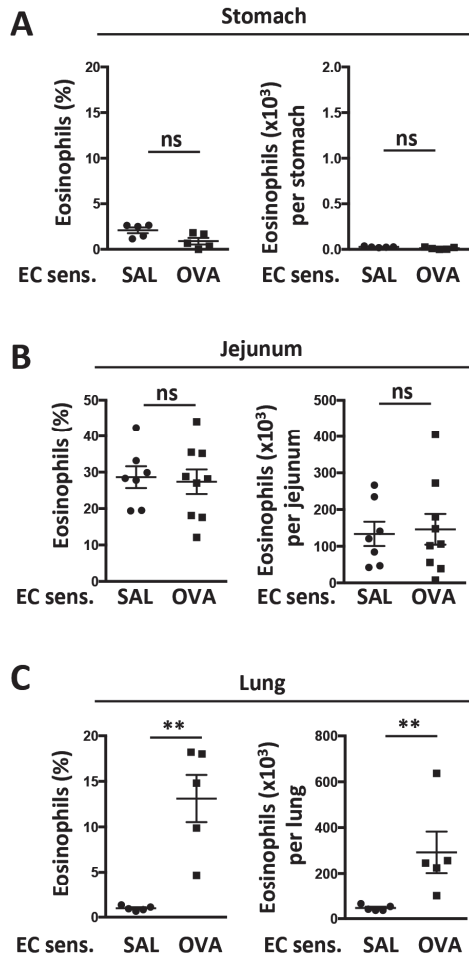 A
Stomach
Eosinophils (%)
20
15
10
5
0
ns
Eosinophils (x10³)
per stomach
2.0
1.5
1.0
0.5
0.0
ns
EC sens. SAL OVA
EC sens. SAL OVA
B
Jejunum
Eosinophils (%)
50
40
30
20
10
0
ns
Eosinophils (x10³)
per jejunum
500
400
300
200
100
0
ns
EC sens. SAL OVA
EC sens. SAL OVA
C
Lung
Eosinophils (%)
20
15
10
5
0
**
Eosinophils (x10³)
per lung
800
600
400
200
0
**
EC sens. SAL OVA
EC sens. SAL OVA